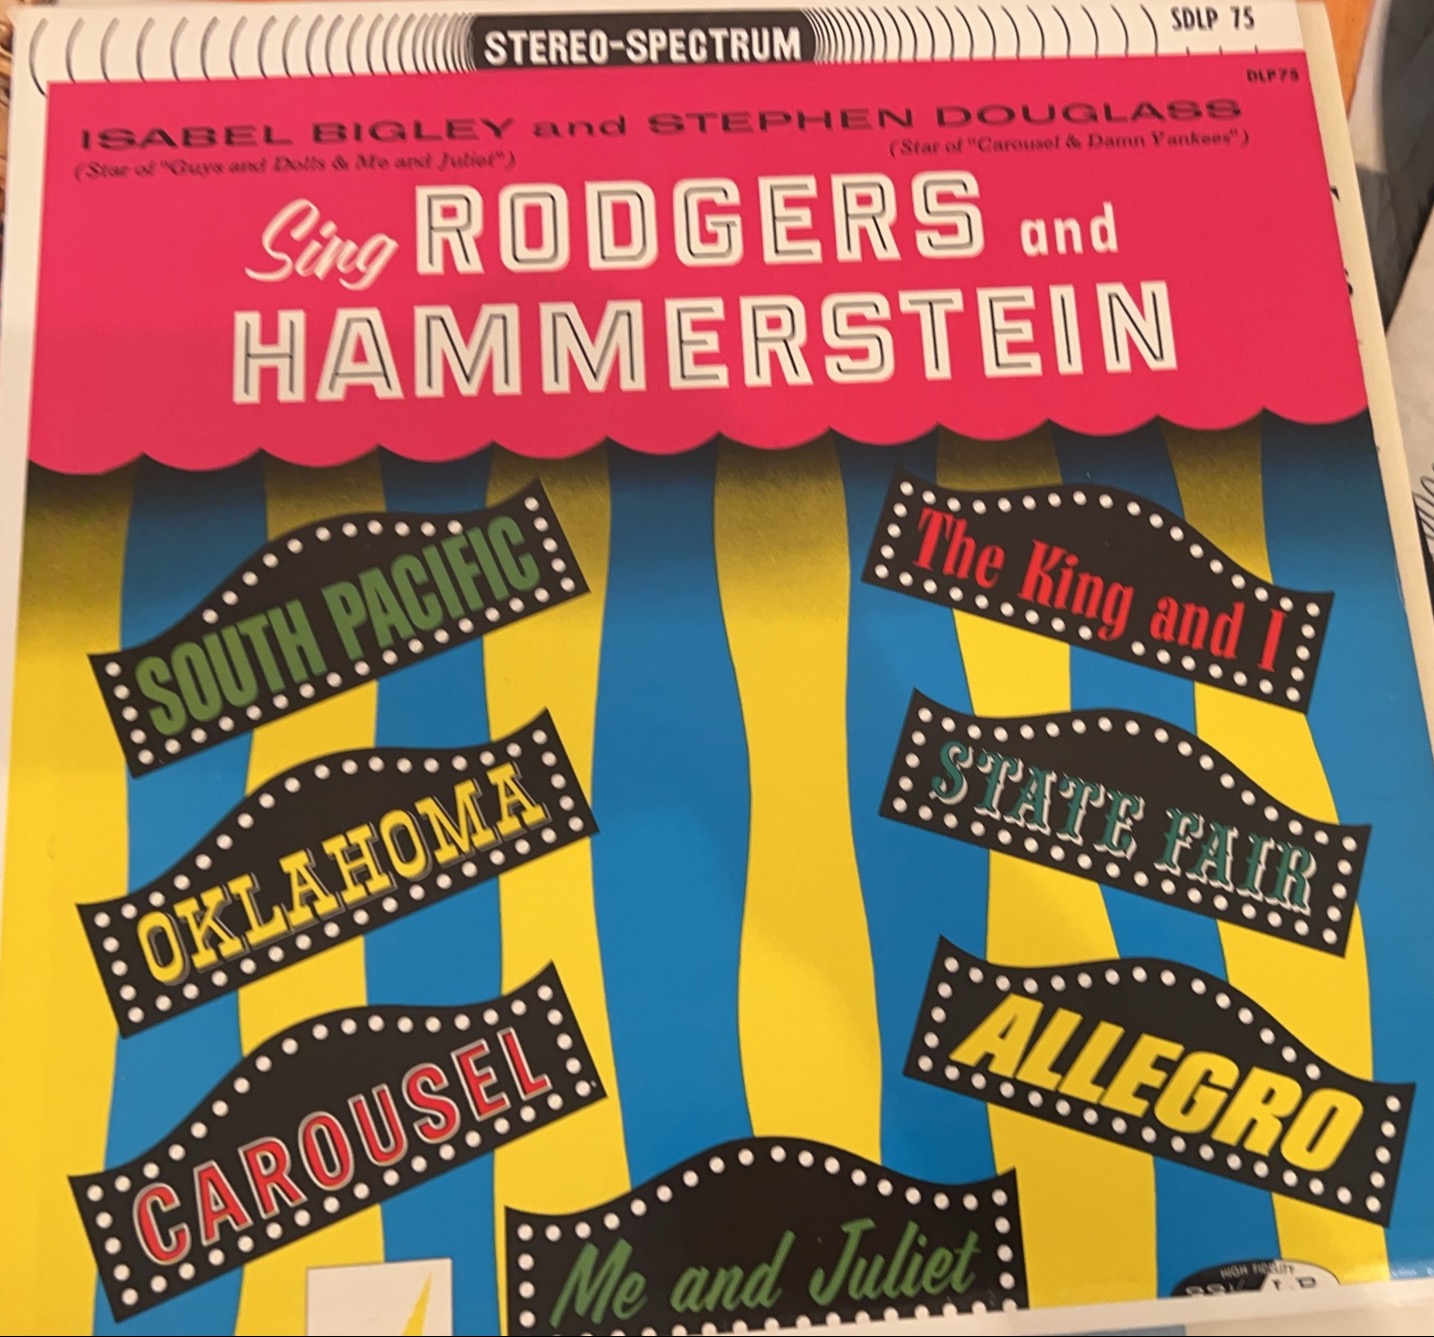 STEREO-SPECTRUM
SDLP 75
DLP75
ISABEL BIGLEY and STEPHEN DOUGLASS
(Star of "Guys and Dolls & Me and Juliet")
(Star of "Carousel & Damn Yankees")
Sing RODGERS and
HAMMERSTEIN
SOUTH PACIFIC
The King and I
OKLAHOMA
STATE FAIR
CAROUSEL
ALLEGRO
Me and Juliet
HIGH FIDELITY